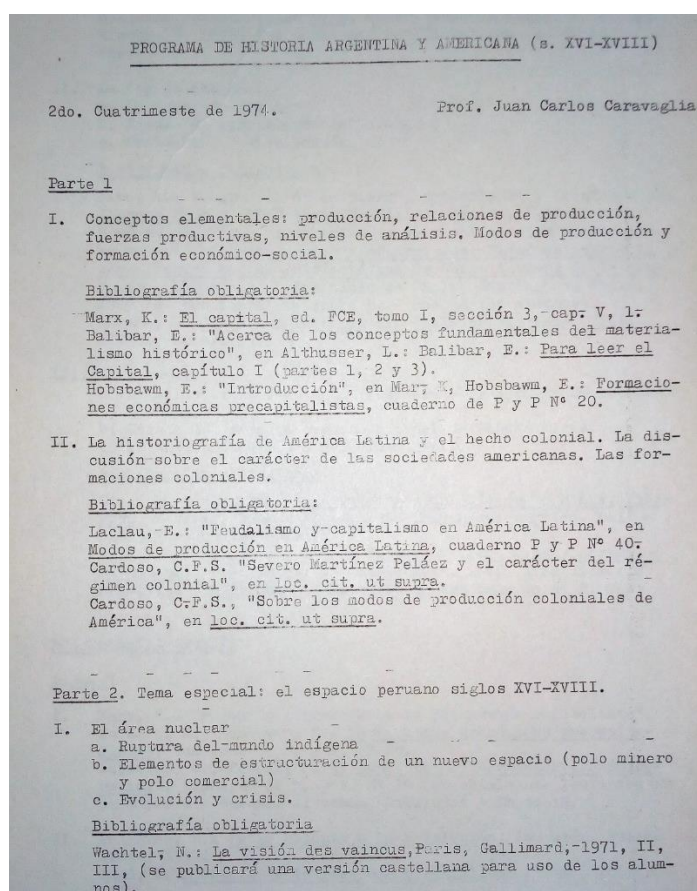 PROGRAMA DE HISTORIA ARGENTINA Y AMERICANA (s. XVI-XVIII)
2do. Cuatrimeste de 1974. Prof. Juan Carlos Caravaglia
Parte 1
I. Conceptos elementales: producción, relaciones de producción,
fuerzas productivas, niveles de análisis. Modos de producción y
formación económico-social.
Bibliografía obligatoria:
Marx, K.: El capital, ed. FCE, tomo I, sección 3, cap. V, 1.
Balibar, E.: "Acerca de los conceptos fundamentales del materia-
lismo histórico", en Althusser, L.: Balibar, E.: Para leer el
Capital, capítulo I (partes 1, 2 y 3).
Hobsbawm, E.: "Introducción", en Marx, K, Hobsbawm, E.: Formacio-
nes económicas precapitalistas, cuaderno de P y P Nº 20.
II. La historiografía de América Latina y el hecho colonial. La dis-
cusión sobre el carácter de las sociedades americanas. Las for-
maciones coloniales.
Bibliografía obligatoria:
Laclau, E.: "Feudalismo y capitalismo en América Latina", en
Modos de producción en América Latina, cuaderno P y P Nº 40.
Cardoso, C.F.S. "Severo Martínez Peláez y el carácter del ré-
gimen colonial", en loc. cit. ut supra.
Cardoso, C.F.S., "Sobre los modos de producción coloniales de
América", en loc. cit. ut supra.
Parte 2. Tema especial: el espacio peruano siglos XVI-XVIII.
I. El área nuclear
a. Ruptura del mundo indígena
b. Elementos de estructuración de un nuevo espacio (polo minero
y polo comercial)
c. Evolución y crisis.
Bibliografía obligatoria
Wachtel, N.: La visión des vaincus, Paris, Gallimard, 1971, II,
III, (se publicará una versión castellana para uso de los alum-
nos).